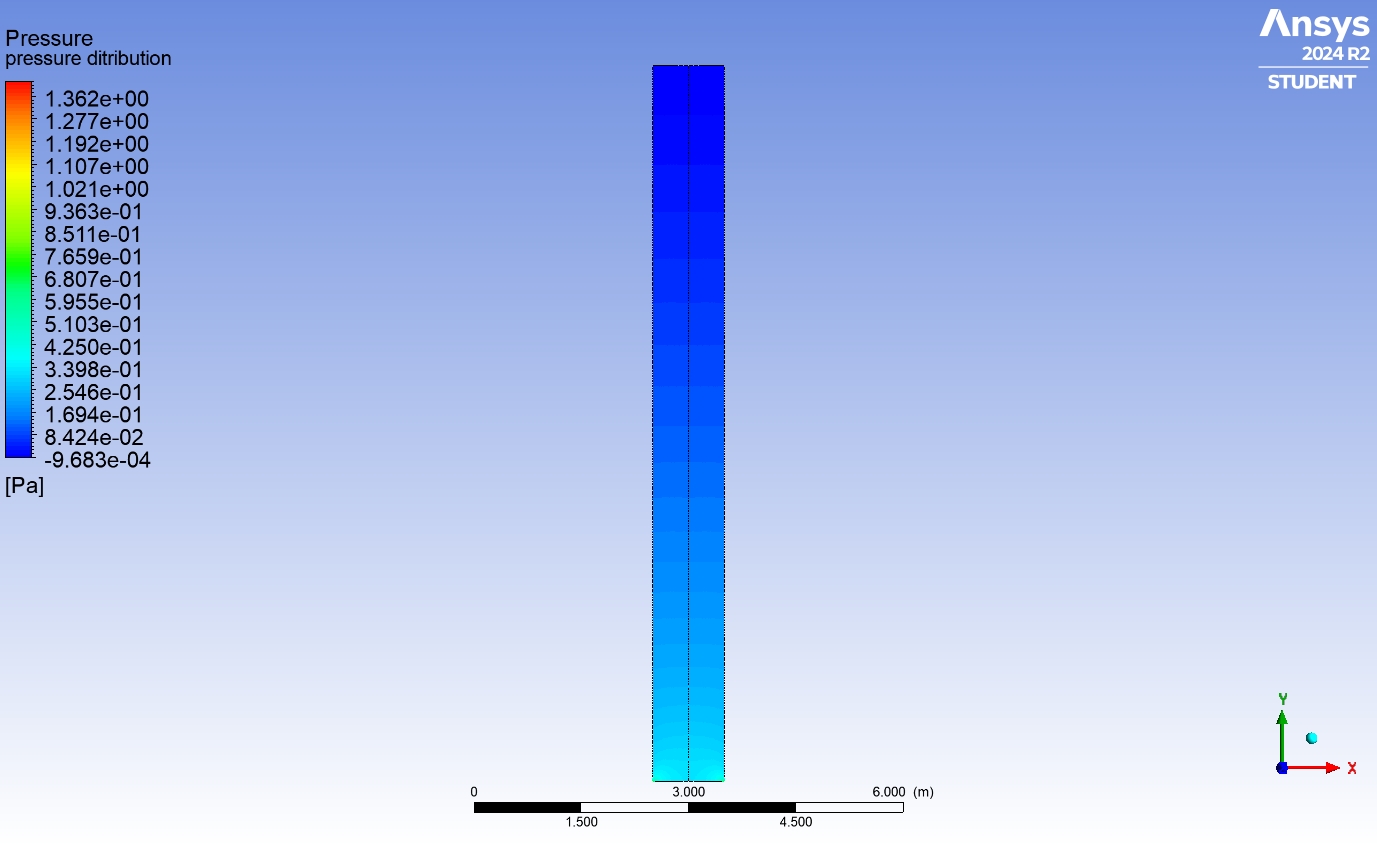 Pressure
pressure ditribution
1.362e+00
1.277e+00
1.192e+00
1.107e+00
1.021e+00
9.363e-01
8.511e-01
7.659e-01
6.807e-01
5.955e-01
5.103e-01
4.250e-01
3.398e-01
2.546e-01
1.694e-01
8.424e-02
-9.683e-04
[Pa]
Ansys
2024 R2
STUDENT
Y
X
0 3.000 6.000 (m)
1.500 4.500